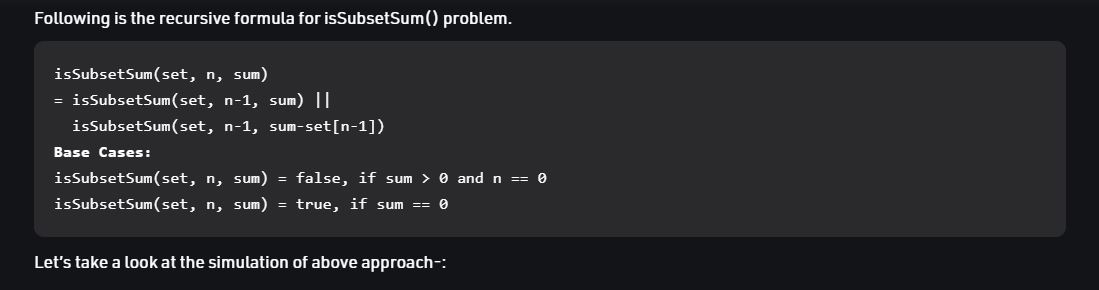 Following is the recursive formula for isSubsetSum() problem.
isSubsetSum(set, n, sum)
= isSubsetSum(set, n-1, sum) ||
isSubsetSum(set, n-1, sum-set[n-1])
Base Cases:
isSubsetSum(set, n, sum) = false, if sum > 0 and n == 0
isSubsetSum(set, n, sum) = true, if sum == 0
Let’s take a look at the simulation of above approach-: